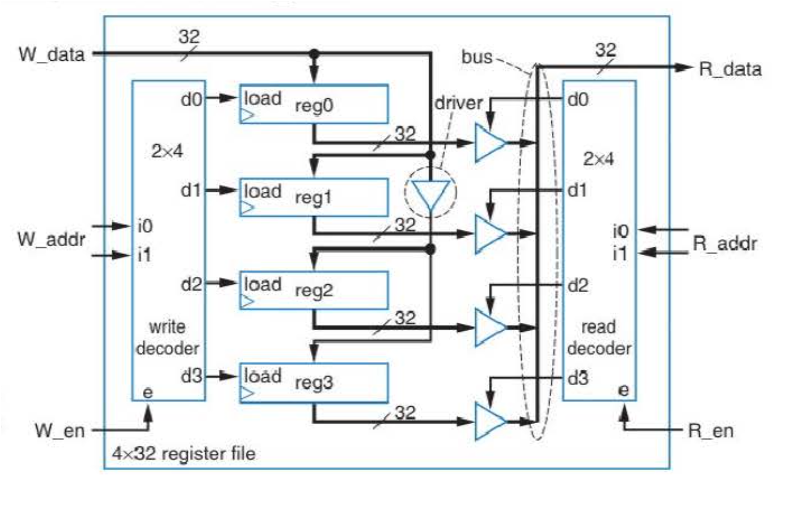 32
W_data
bus
32
R_data
d0
load
reg0
driver
d0
32
2×4
2×4
d1
load
reg1
d1
W_addr
i0
i1
32
i0
i1
R_addr
d2
load
reg2
d2
write
decoder
32
read
decoder
d3
load
reg3
d3
e
e
W_en
32
R_en
4×32 register file